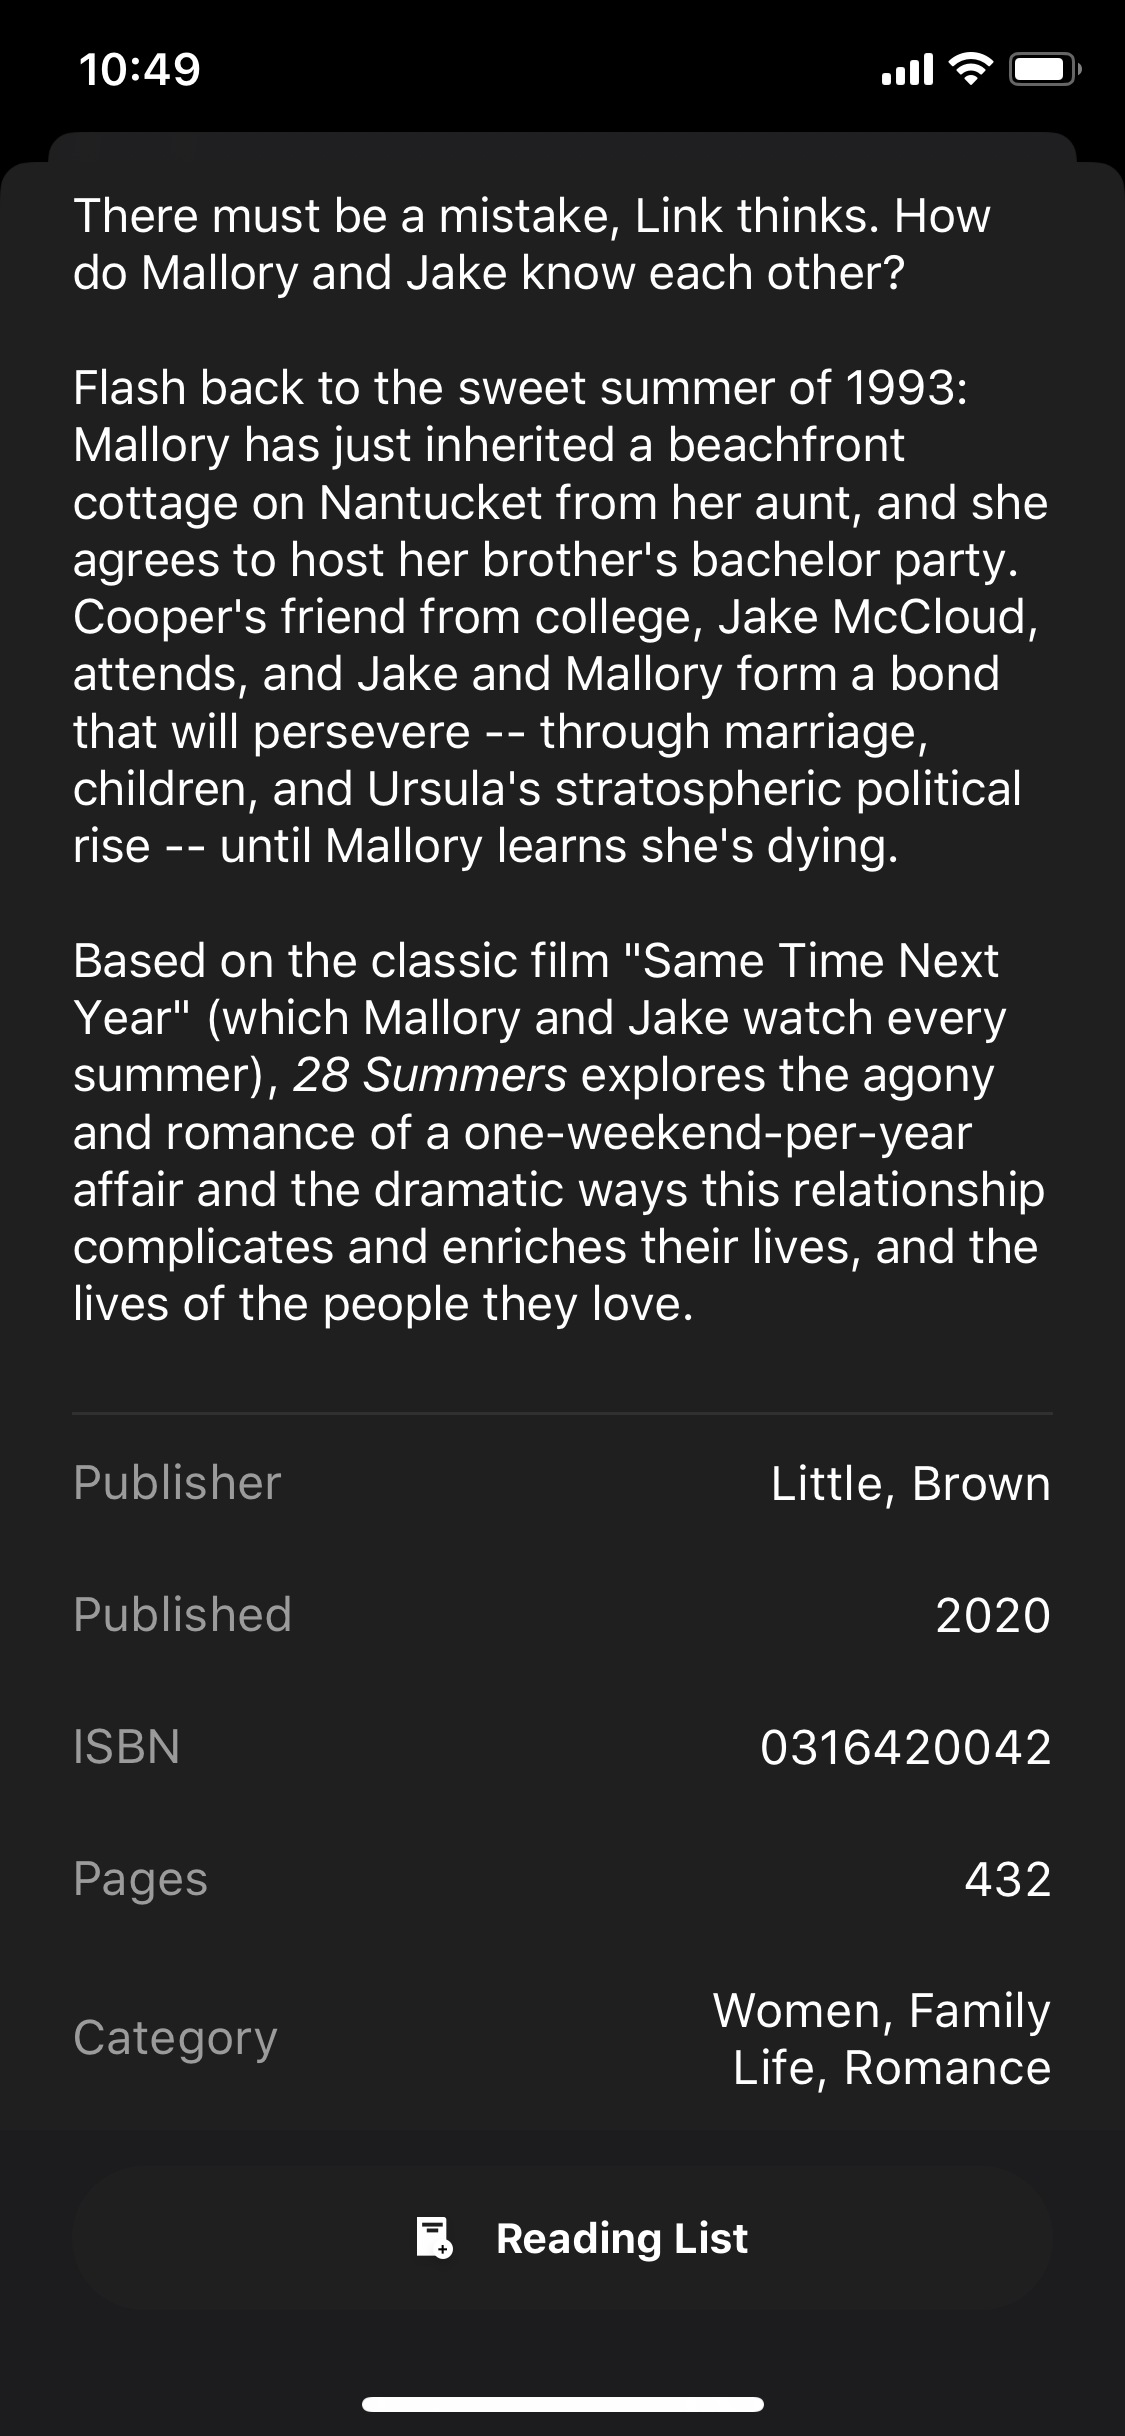 10:49
There must be a mistake, Link thinks. How
do Mallory and Jake know each other?
Flash back to the sweet summer of 1993:
Mallory has just inherited a beachfront
cottage on Nantucket from her aunt, and she
agrees to host her brother's bachelor party.
Cooper's friend from college, Jake McCloud,
attends, and Jake and Mallory form a bond
that will persevere -- through marriage,
children, and Ursula's stratospheric political
rise -- until Mallory learns she's dying.
Based on the classic film "Same Time Next
Year" (which Mallory and Jake watch every
summer), 28 Summers explores the agony
and romance of a one-weekend-per-year
affair and the dramatic ways this relationship
complicates and enriches their lives, and the
lives of the people they love.
Publisher Little, Brown
Published 2020
ISBN 0316420042
Pages 432
Category Women, Family
Life, Romance
Reading List